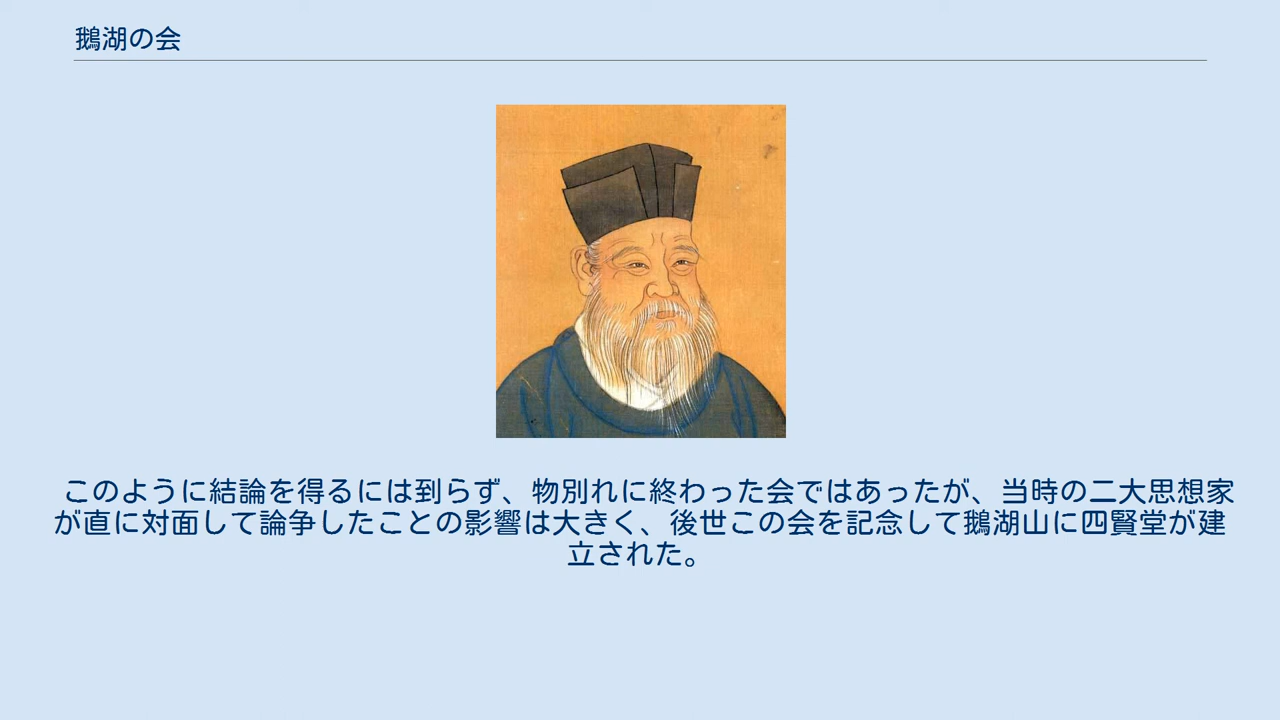 鵝湖の会
このように結論を得るには到らず、物別れに終わった会ではあったが、当時の二大思想家
が直に対面して論争したことの影響は大きく、後世この会を記念して鵝湖山に四賢堂が建
立された。